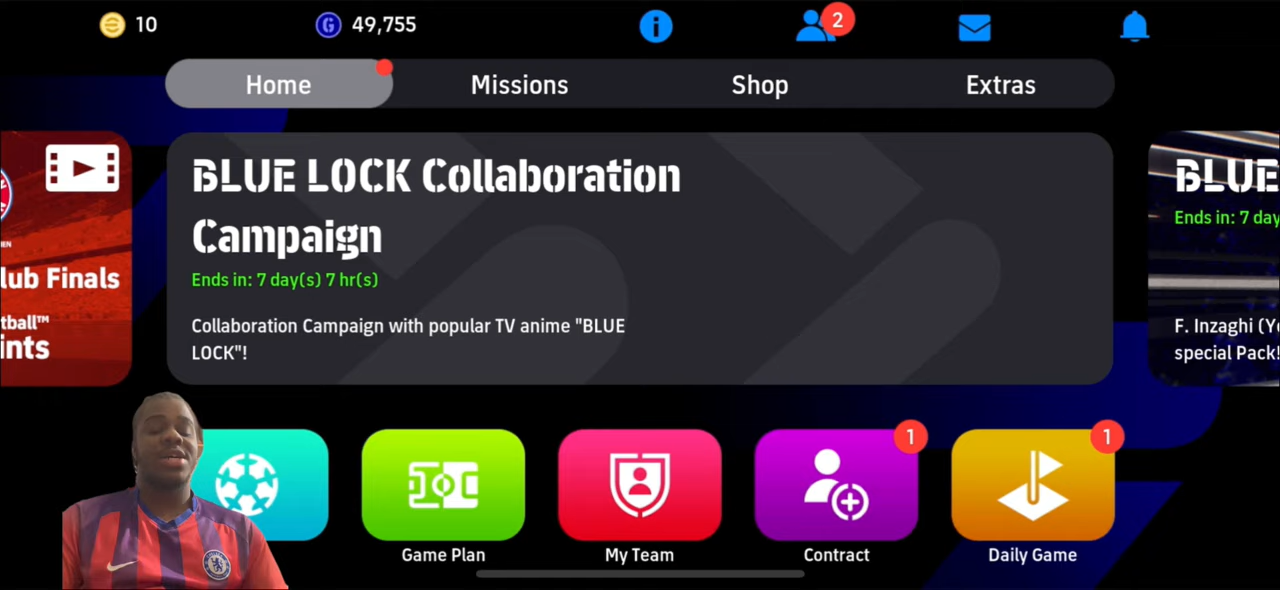 10
49,755
2
Home
Missions
Shop
Extras
lub Finals
tball™
ints
BLUE LOCK Collaboration
Campaign
Ends in: 7 day(s) 7 hr(s)
Collaboration Campaign with popular TV anime "BLUE
LOCK"!
BLUE
Ends in: 7 day
F. Inzaghi (Yo
special Pack!
1
1
Game Plan
My Team
Contract
Daily Game